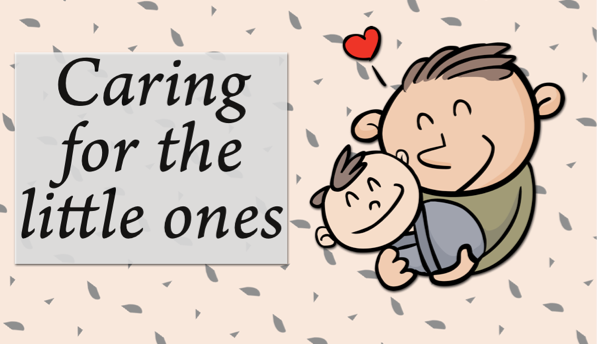 Caring
for the
little ones